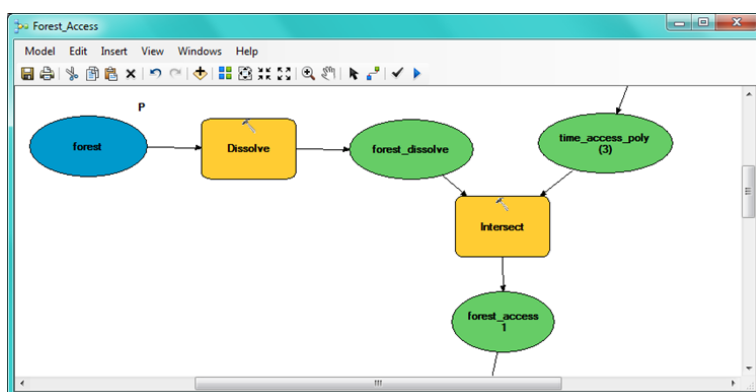 Forest_Access
Model Edit Insert View Windows Help
P
forest
Dissolve
forest_dissolve
time_access_poly
(3)
Intersect
forest_access
1